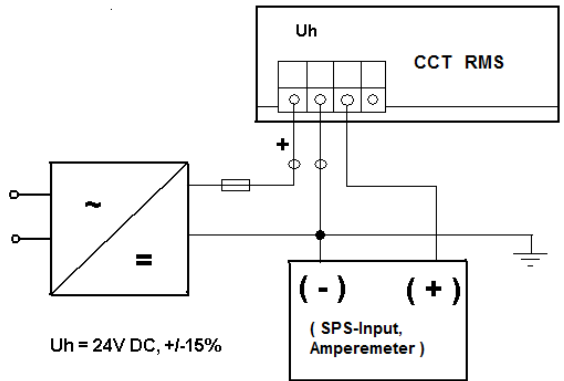 Uh
CCT RMS
+
~
=
( - ) ( + )
( SPS-Input,
Amperemeter )
Uh = 24V DC, +/-15%